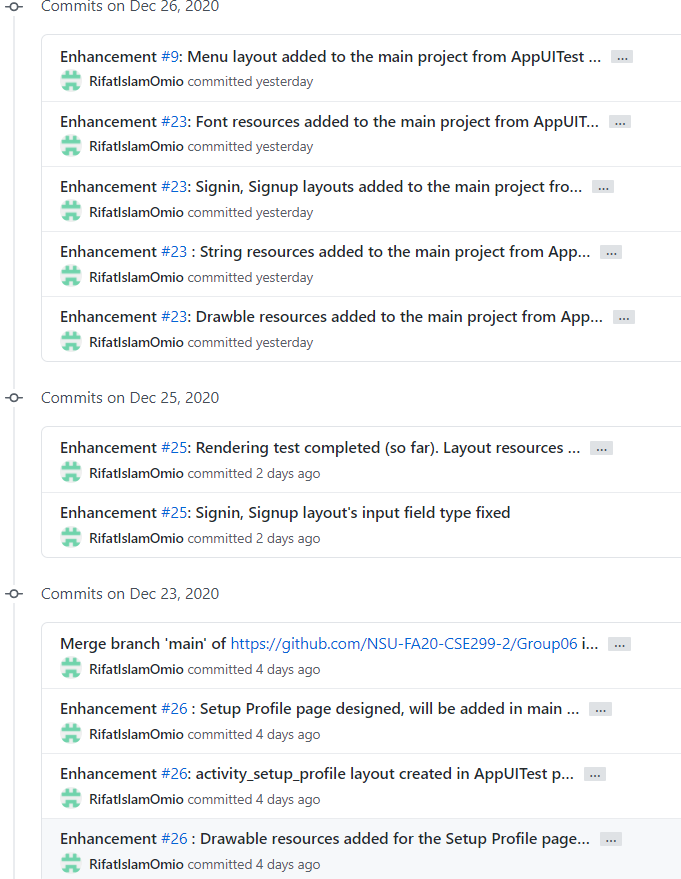 Commits on Dec 26, 2020
Enhancement #9: Menu layout added to the main project from AppUITest ... ...
RifatIslamOmio committed yesterday
Enhancement #23: Font resources added to the main project from AppUIT... ...
RifatIslamOmio committed yesterday
Enhancement #23: Signin, Signup layouts added to the main project fro... ...
RifatIslamOmio committed yesterday
Enhancement #23 : String resources added to the main project from App... ...
RifatIslamOmio committed yesterday
Enhancement #23: Drawble resources added to the main project from App... ...
RifatIslamOmio committed yesterday
Commits on Dec 25, 2020
Enhancement #25: Rendering test completed (so far). Layout resources ... ...
RifatIslamOmio committed 2 days ago
Enhancement #25: Signin, Signup layout's input field type fixed
RifatIslamOmio committed 2 days ago
Commits on Dec 23, 2020
Merge branch 'main' of https://github.com/NSU-FA20-CSE299-2/Group06 i... ...
RifatIslamOmio committed 4 days ago
Enhancement #26 : Setup Profile page designed, will be added in main ... ...
RifatIslamOmio committed 4 days ago
Enhancement #26: activity_setup_profile layout created in AppUITest p... ...
RifatIslamOmio committed 4 days ago
Enhancement #26 : Drawable resources added for the Setup Profile page... ...
RifatIslamOmio committed 4 days ago